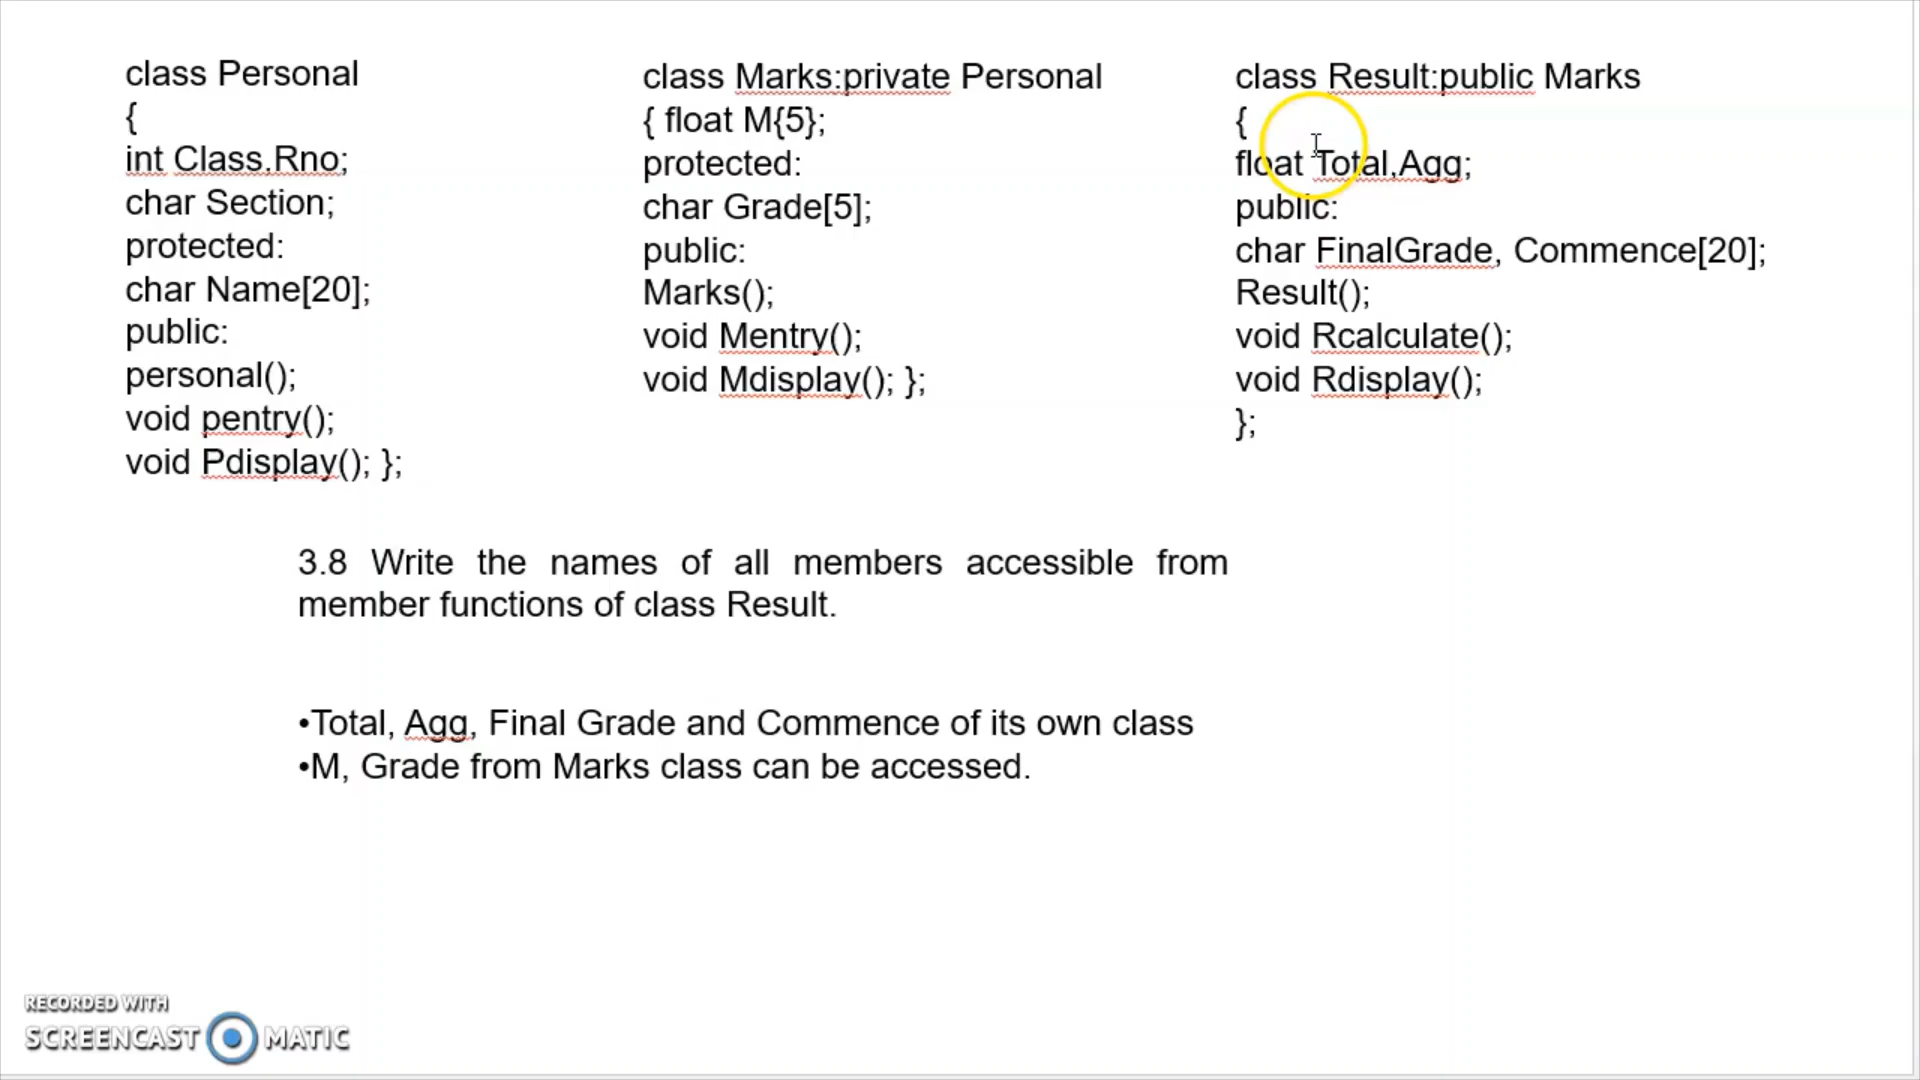 class Personal
{
int Class,Rno;
char Section;
protected:
char Name[20];
public:
personal();
void pentry();
void Pdisplay(); };
class Marks:private Personal
{ float M{5};
protected:
char Grade[5];
public:
Marks();
void Mentry();
void Mdisplay(); };
class Result:public Marks
{
float Total,Agg;
public:
char FinalGrade, Commence[20];
Result();
void Rcalculate();
void Rdisplay();
};
3.8 Write the names of all members accessible from
member functions of class Result.
•Total, Agg, Final Grade and Commence of its own class
•M, Grade from Marks class can be accessed.
RECORDED WITH
SCREENCAST MATIC